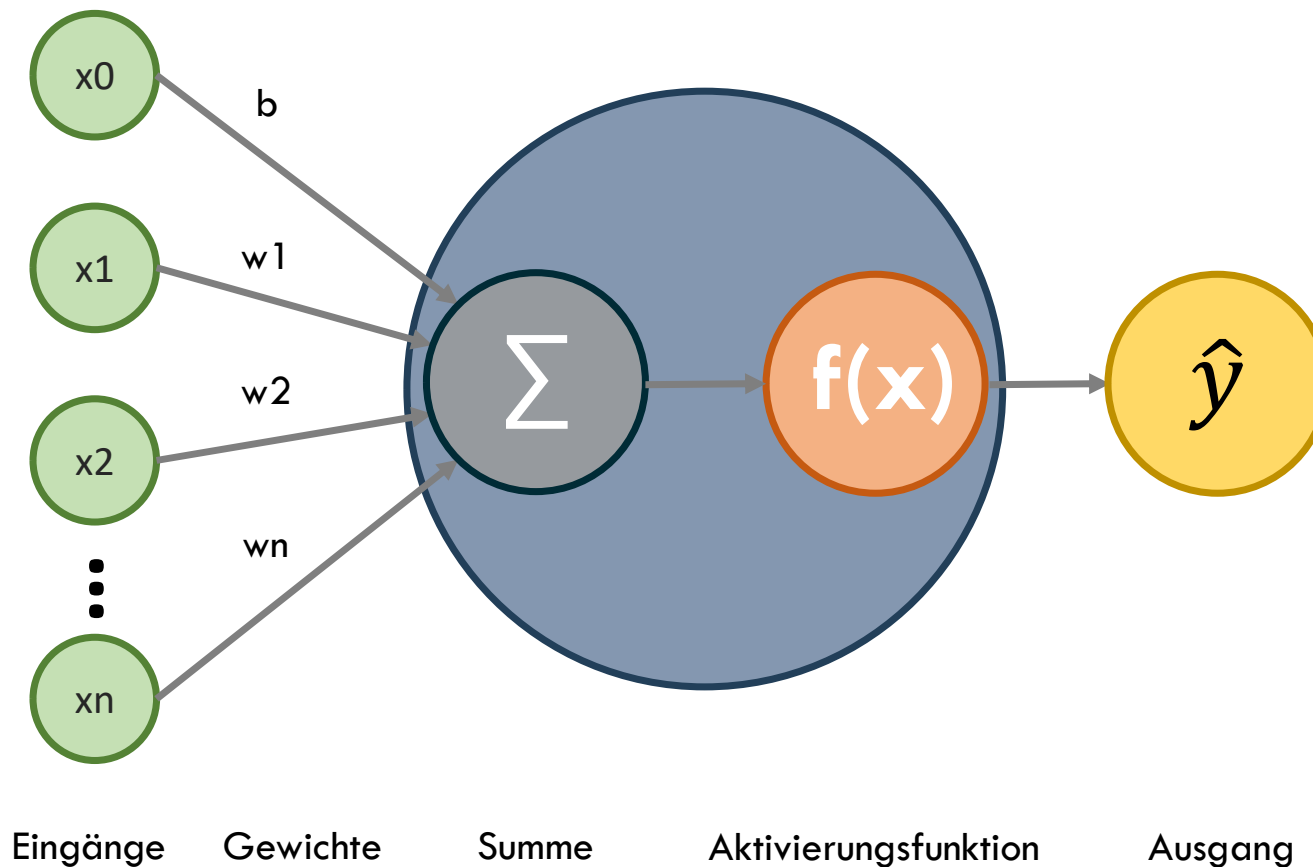 x0
b
x1
w1
w2
x2
wn
xn
∑
f(x)
ŷ
Eingänge Gewichte Summe Aktivierungsfunktion Ausgang